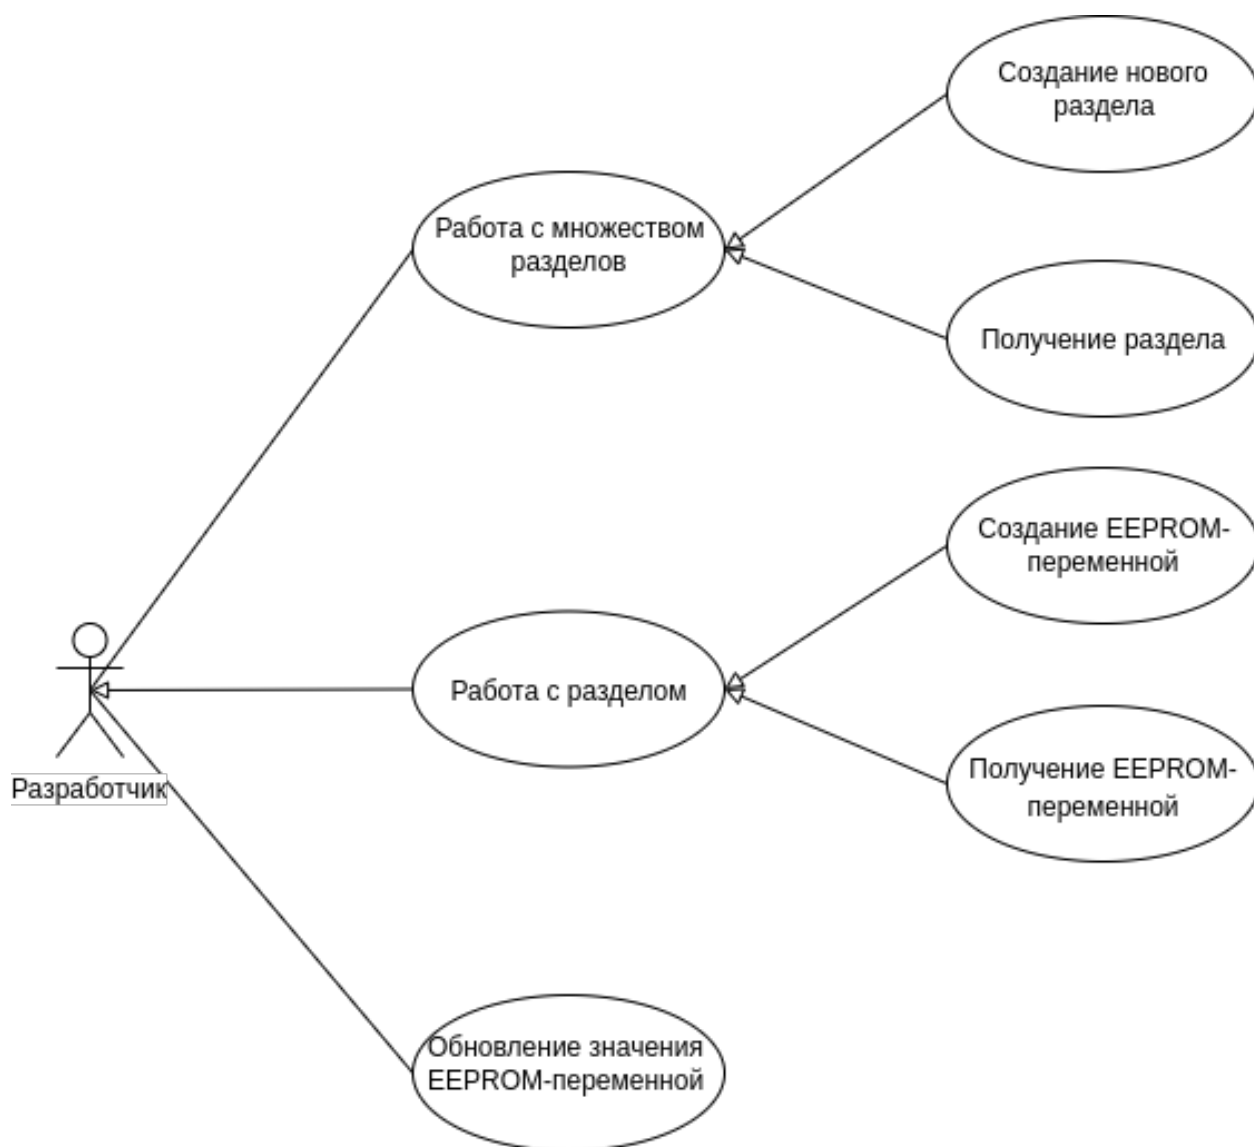 Создание нового
раздела
Работа с множеством
разделов
Получение раздела
Создание EEPROM-
переменной
Работа с разделом
Получение EEPROM-
переменной
Разработчик
Обновление значения
EEPROM-переменной